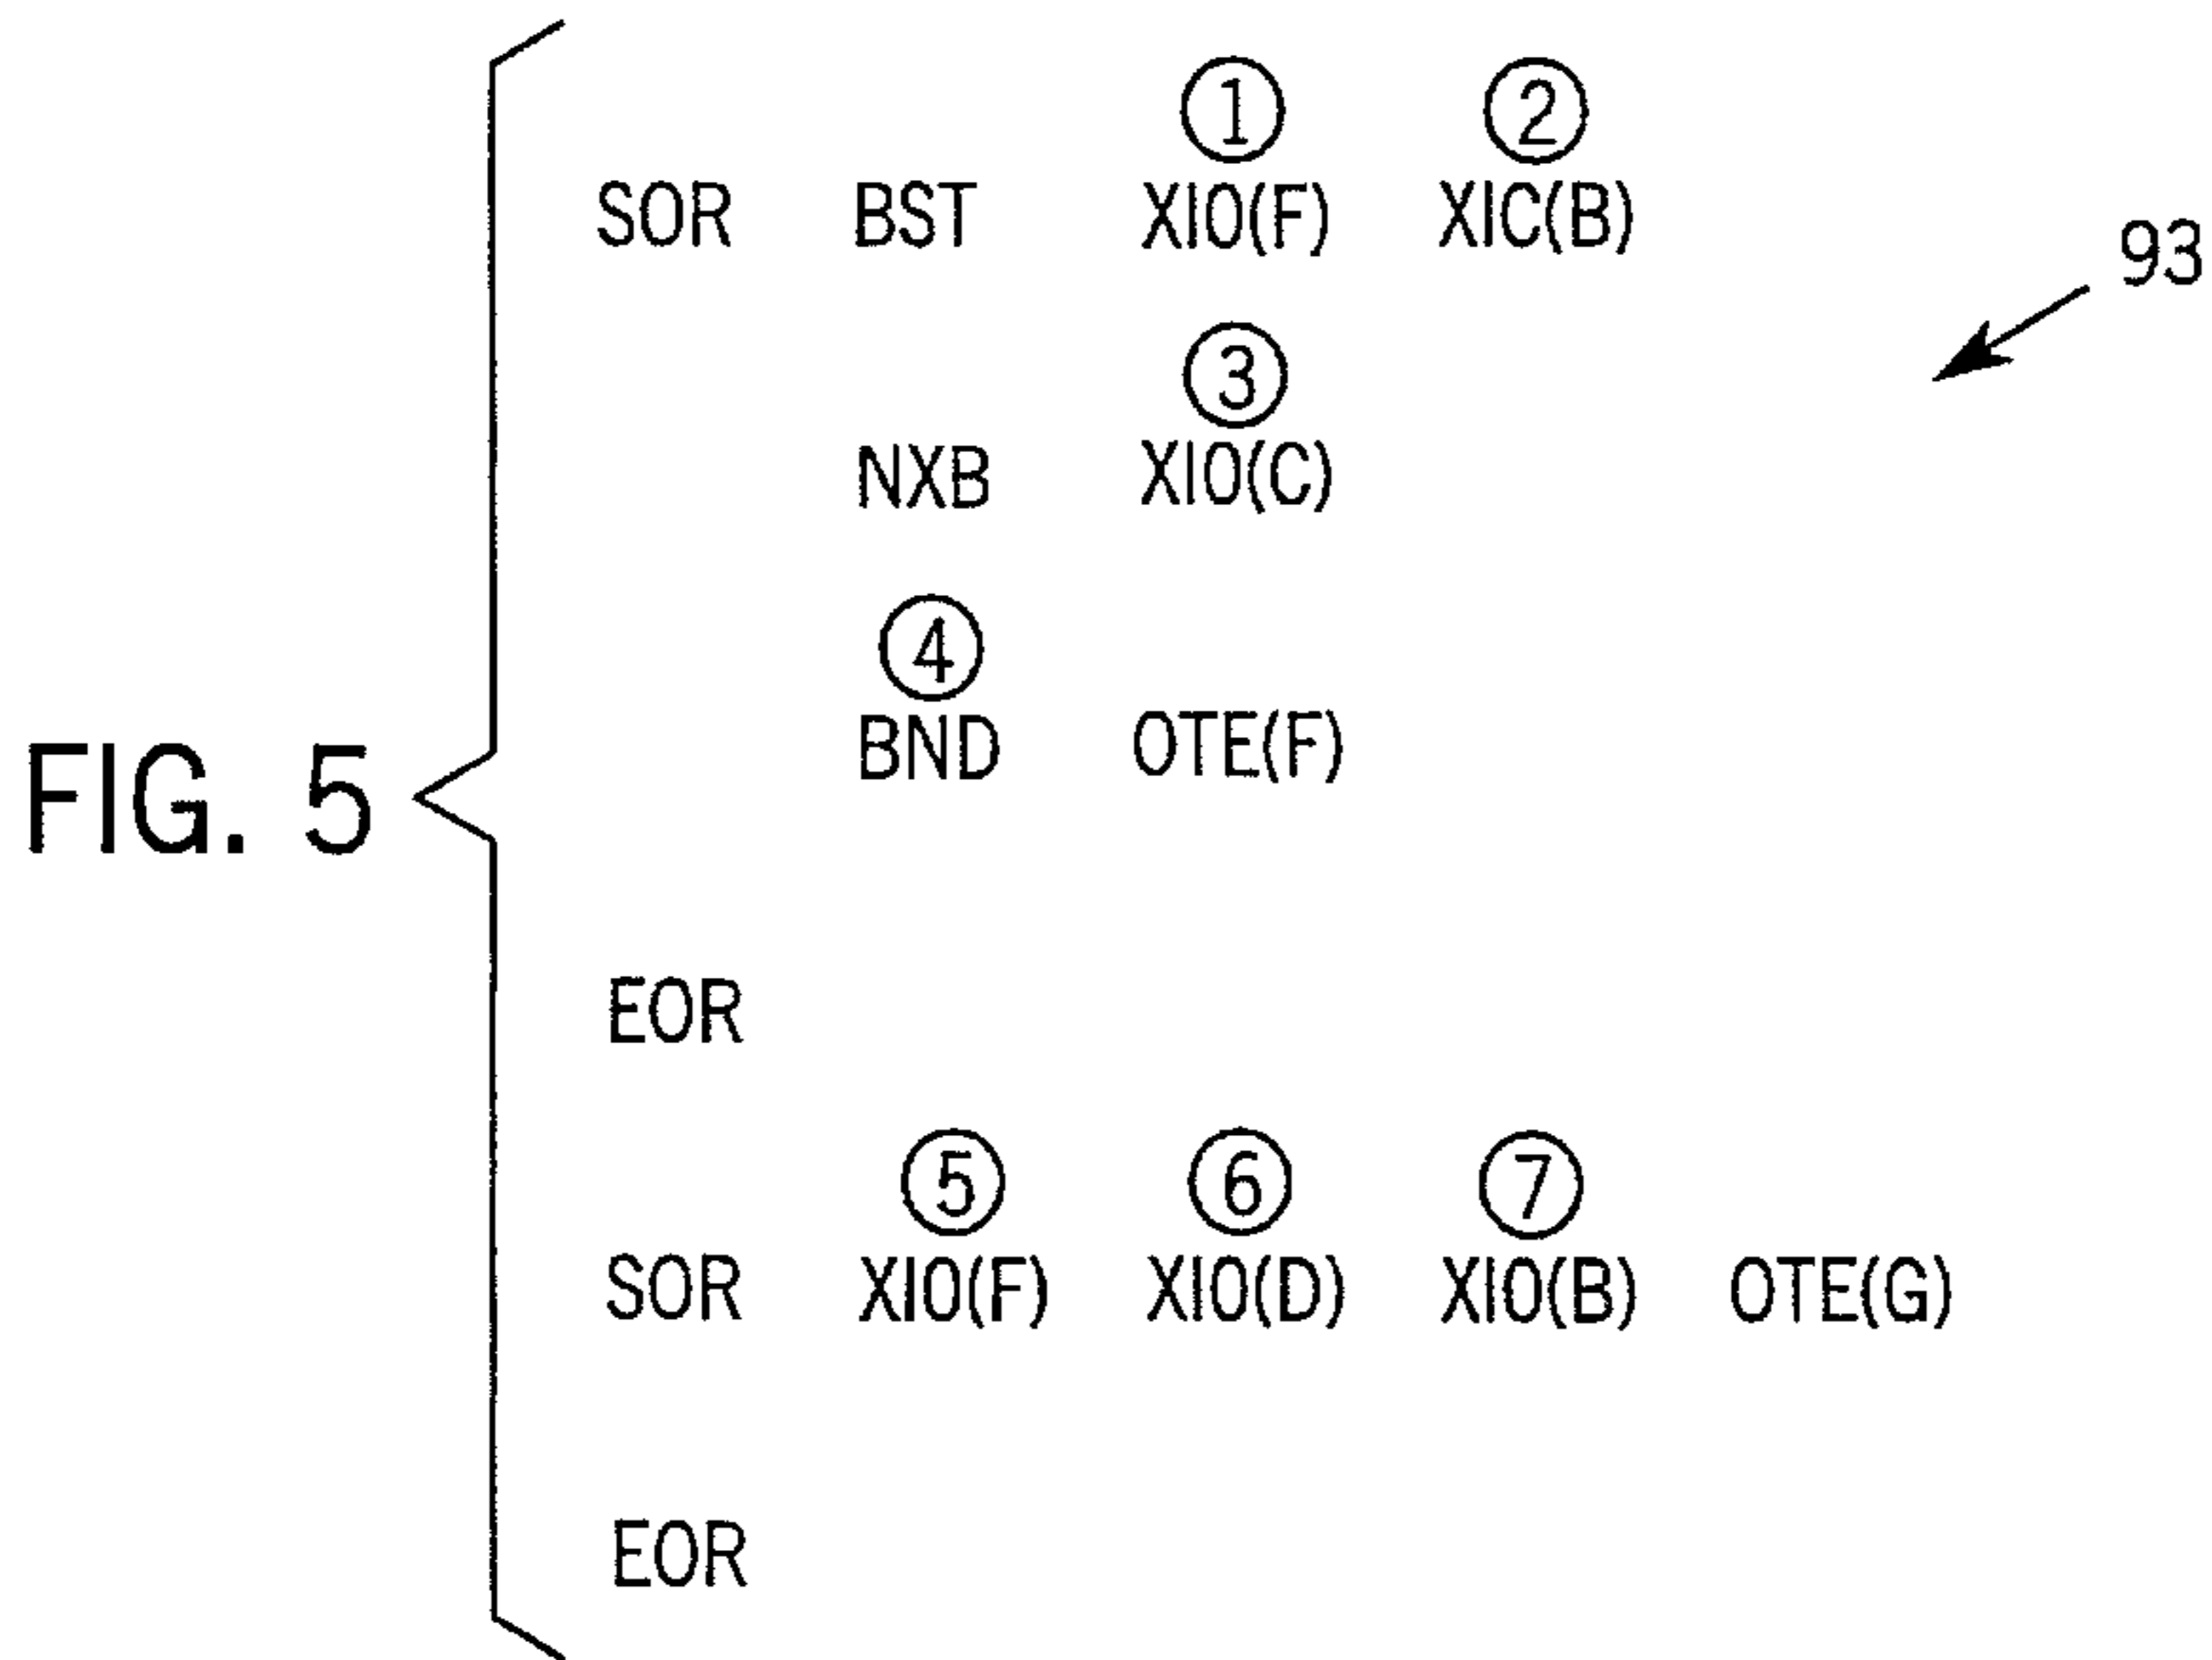 ① ②
SOR BST XIO(F) XIC(B)
93
③
NXB XIO(C)
④
BND OTE(F)
FIG. 5
EOR
⑤ ⑥ ⑦
SOR XIO(F) XIO(D) XIO(B) OTE(G)
EOR